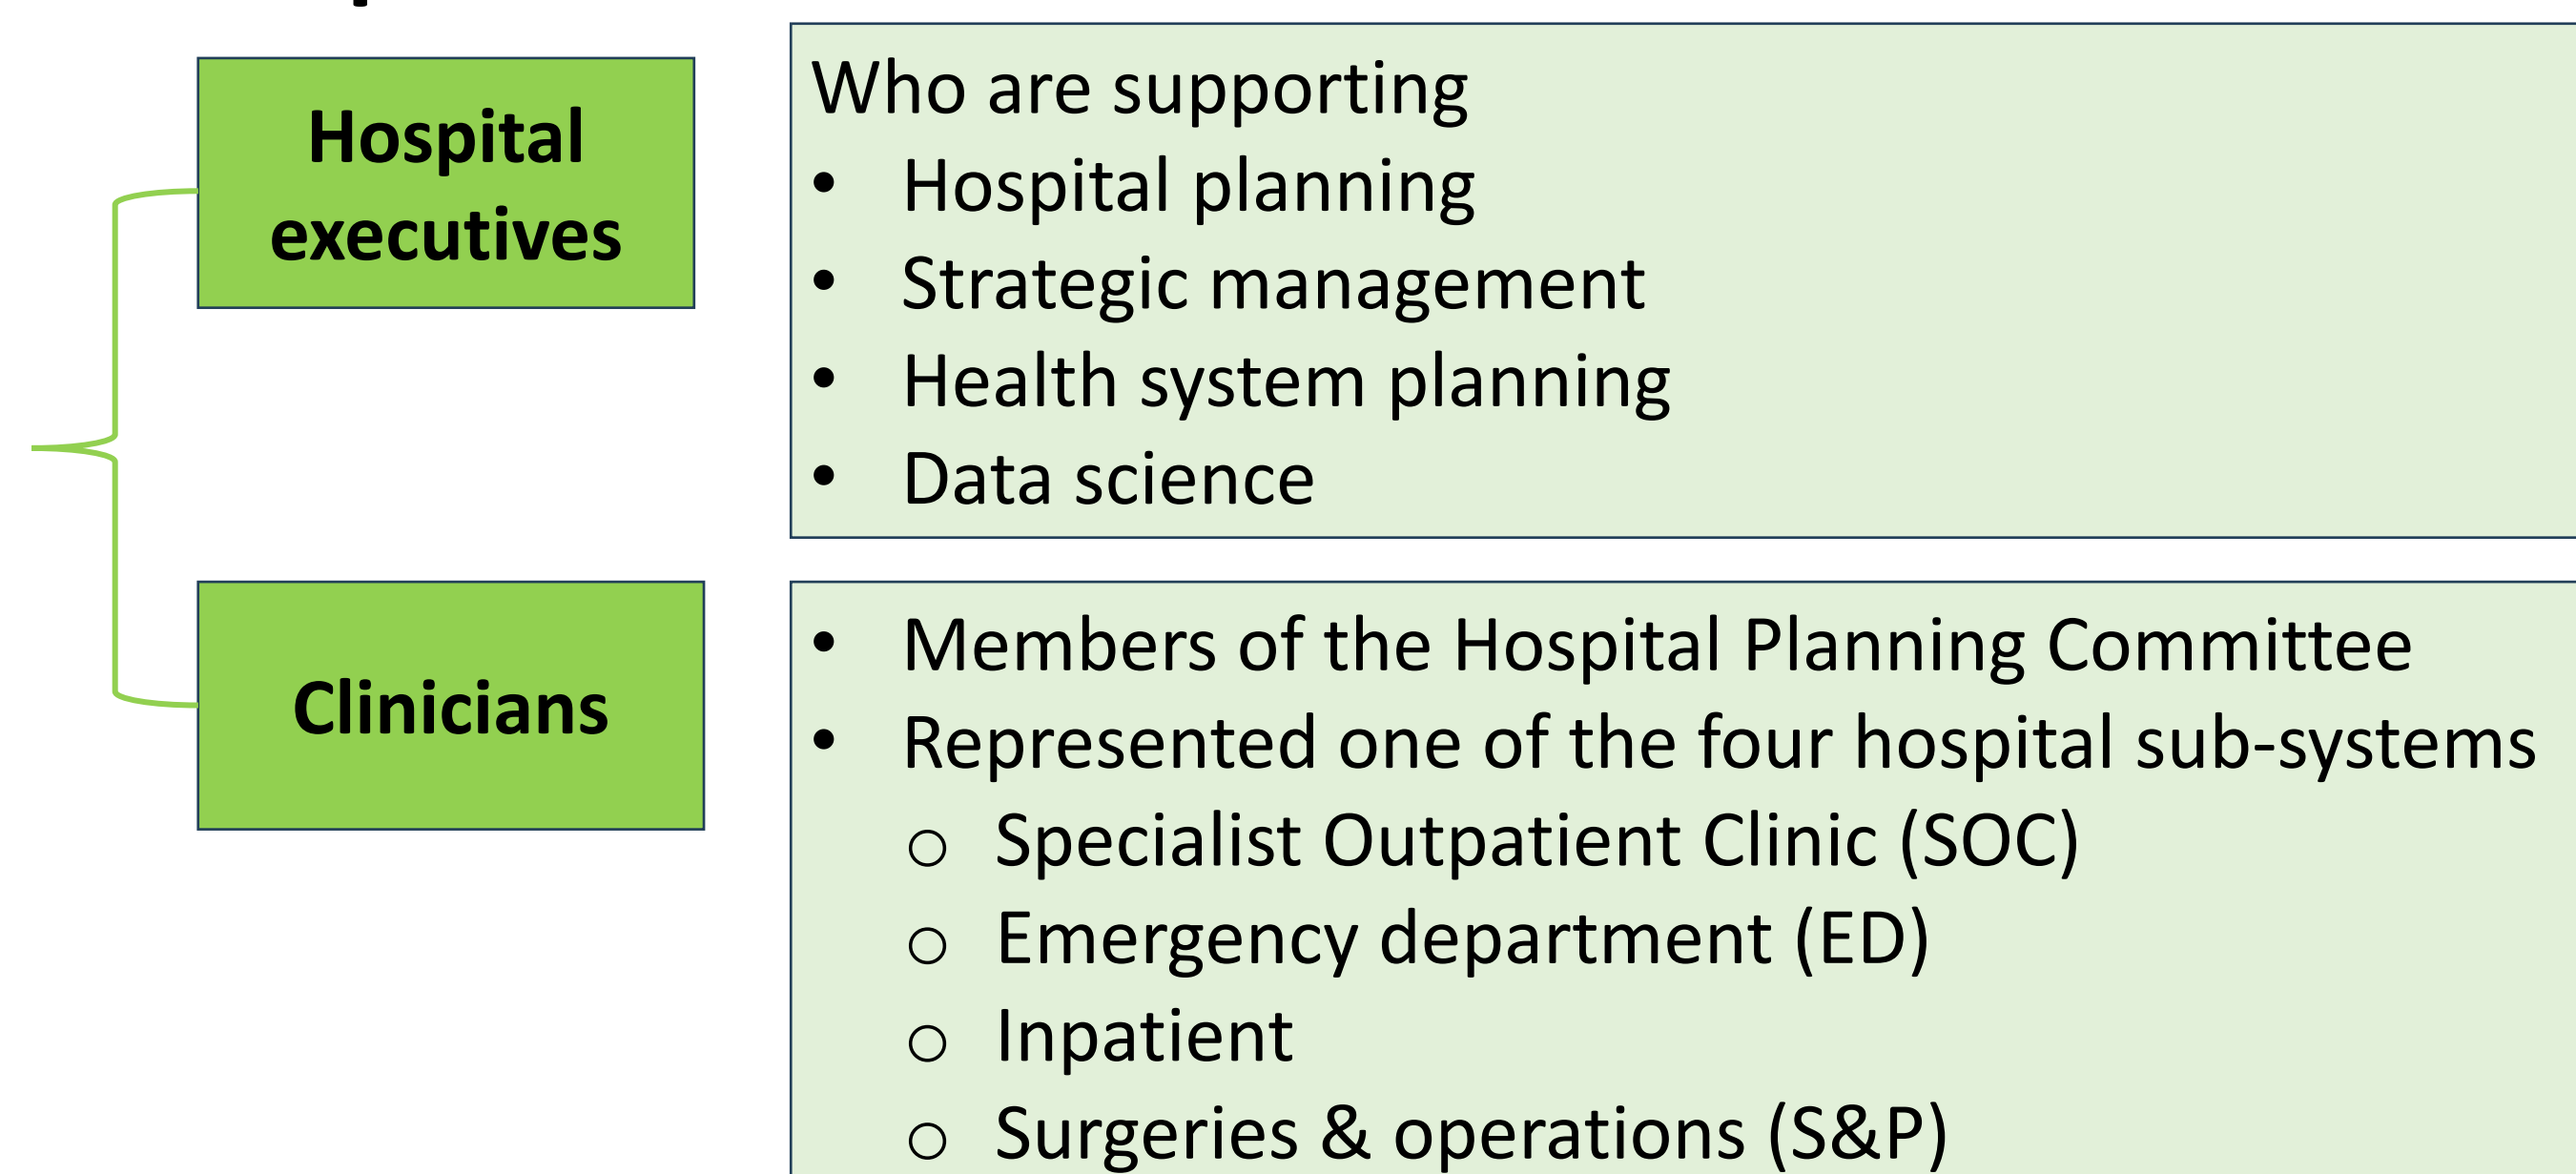 Hospital
executives
Who are supporting
• Hospital planning
• Strategic management
• Health system planning
• Data science
Clinicians
• Members of the Hospital Planning Committee
• Represented one of the four hospital sub-systems
o Specialist Outpatient Clinic (SOC)
o Emergency department (ED)
o Inpatient
o Surgeries & operations (S&P)